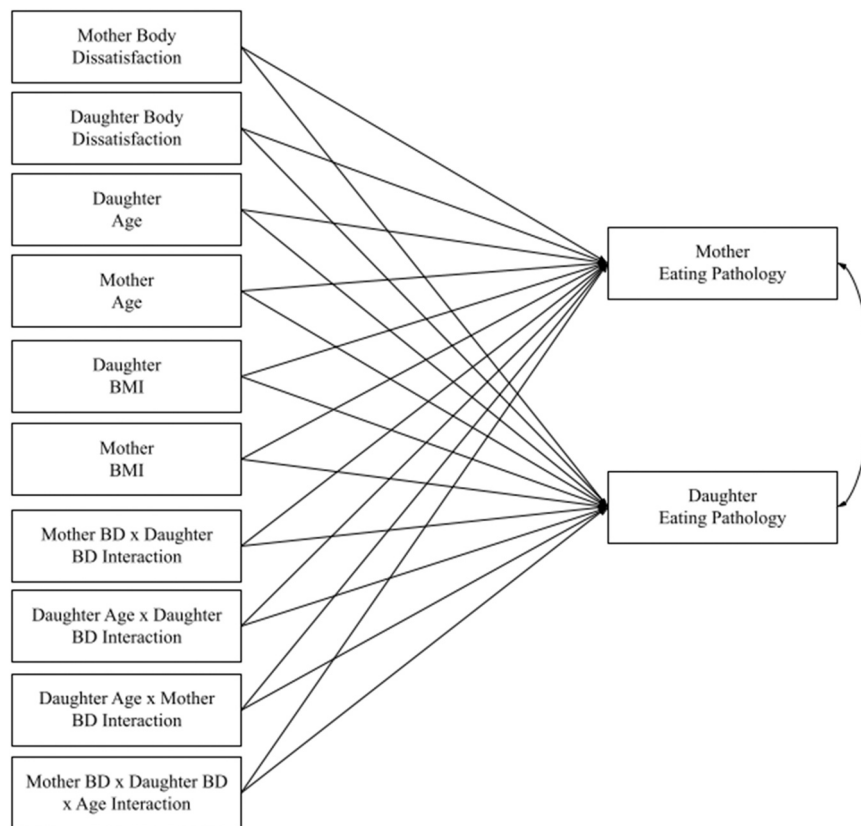 Mother Body
Dissatisfaction
Daughter Body
Dissatisfaction
Daughter
Age
Mother
Age
Daughter
BMI
Mother
BMI
Mother BD x Daughter
BD Interaction
Daughter Age x Daughter
BD Interaction
Daughter Age x Mother
BD Interaction
Mother BD x Daughter BD
x Age Interaction
Mother
Eating Pathology
Daughter
Eating Pathology